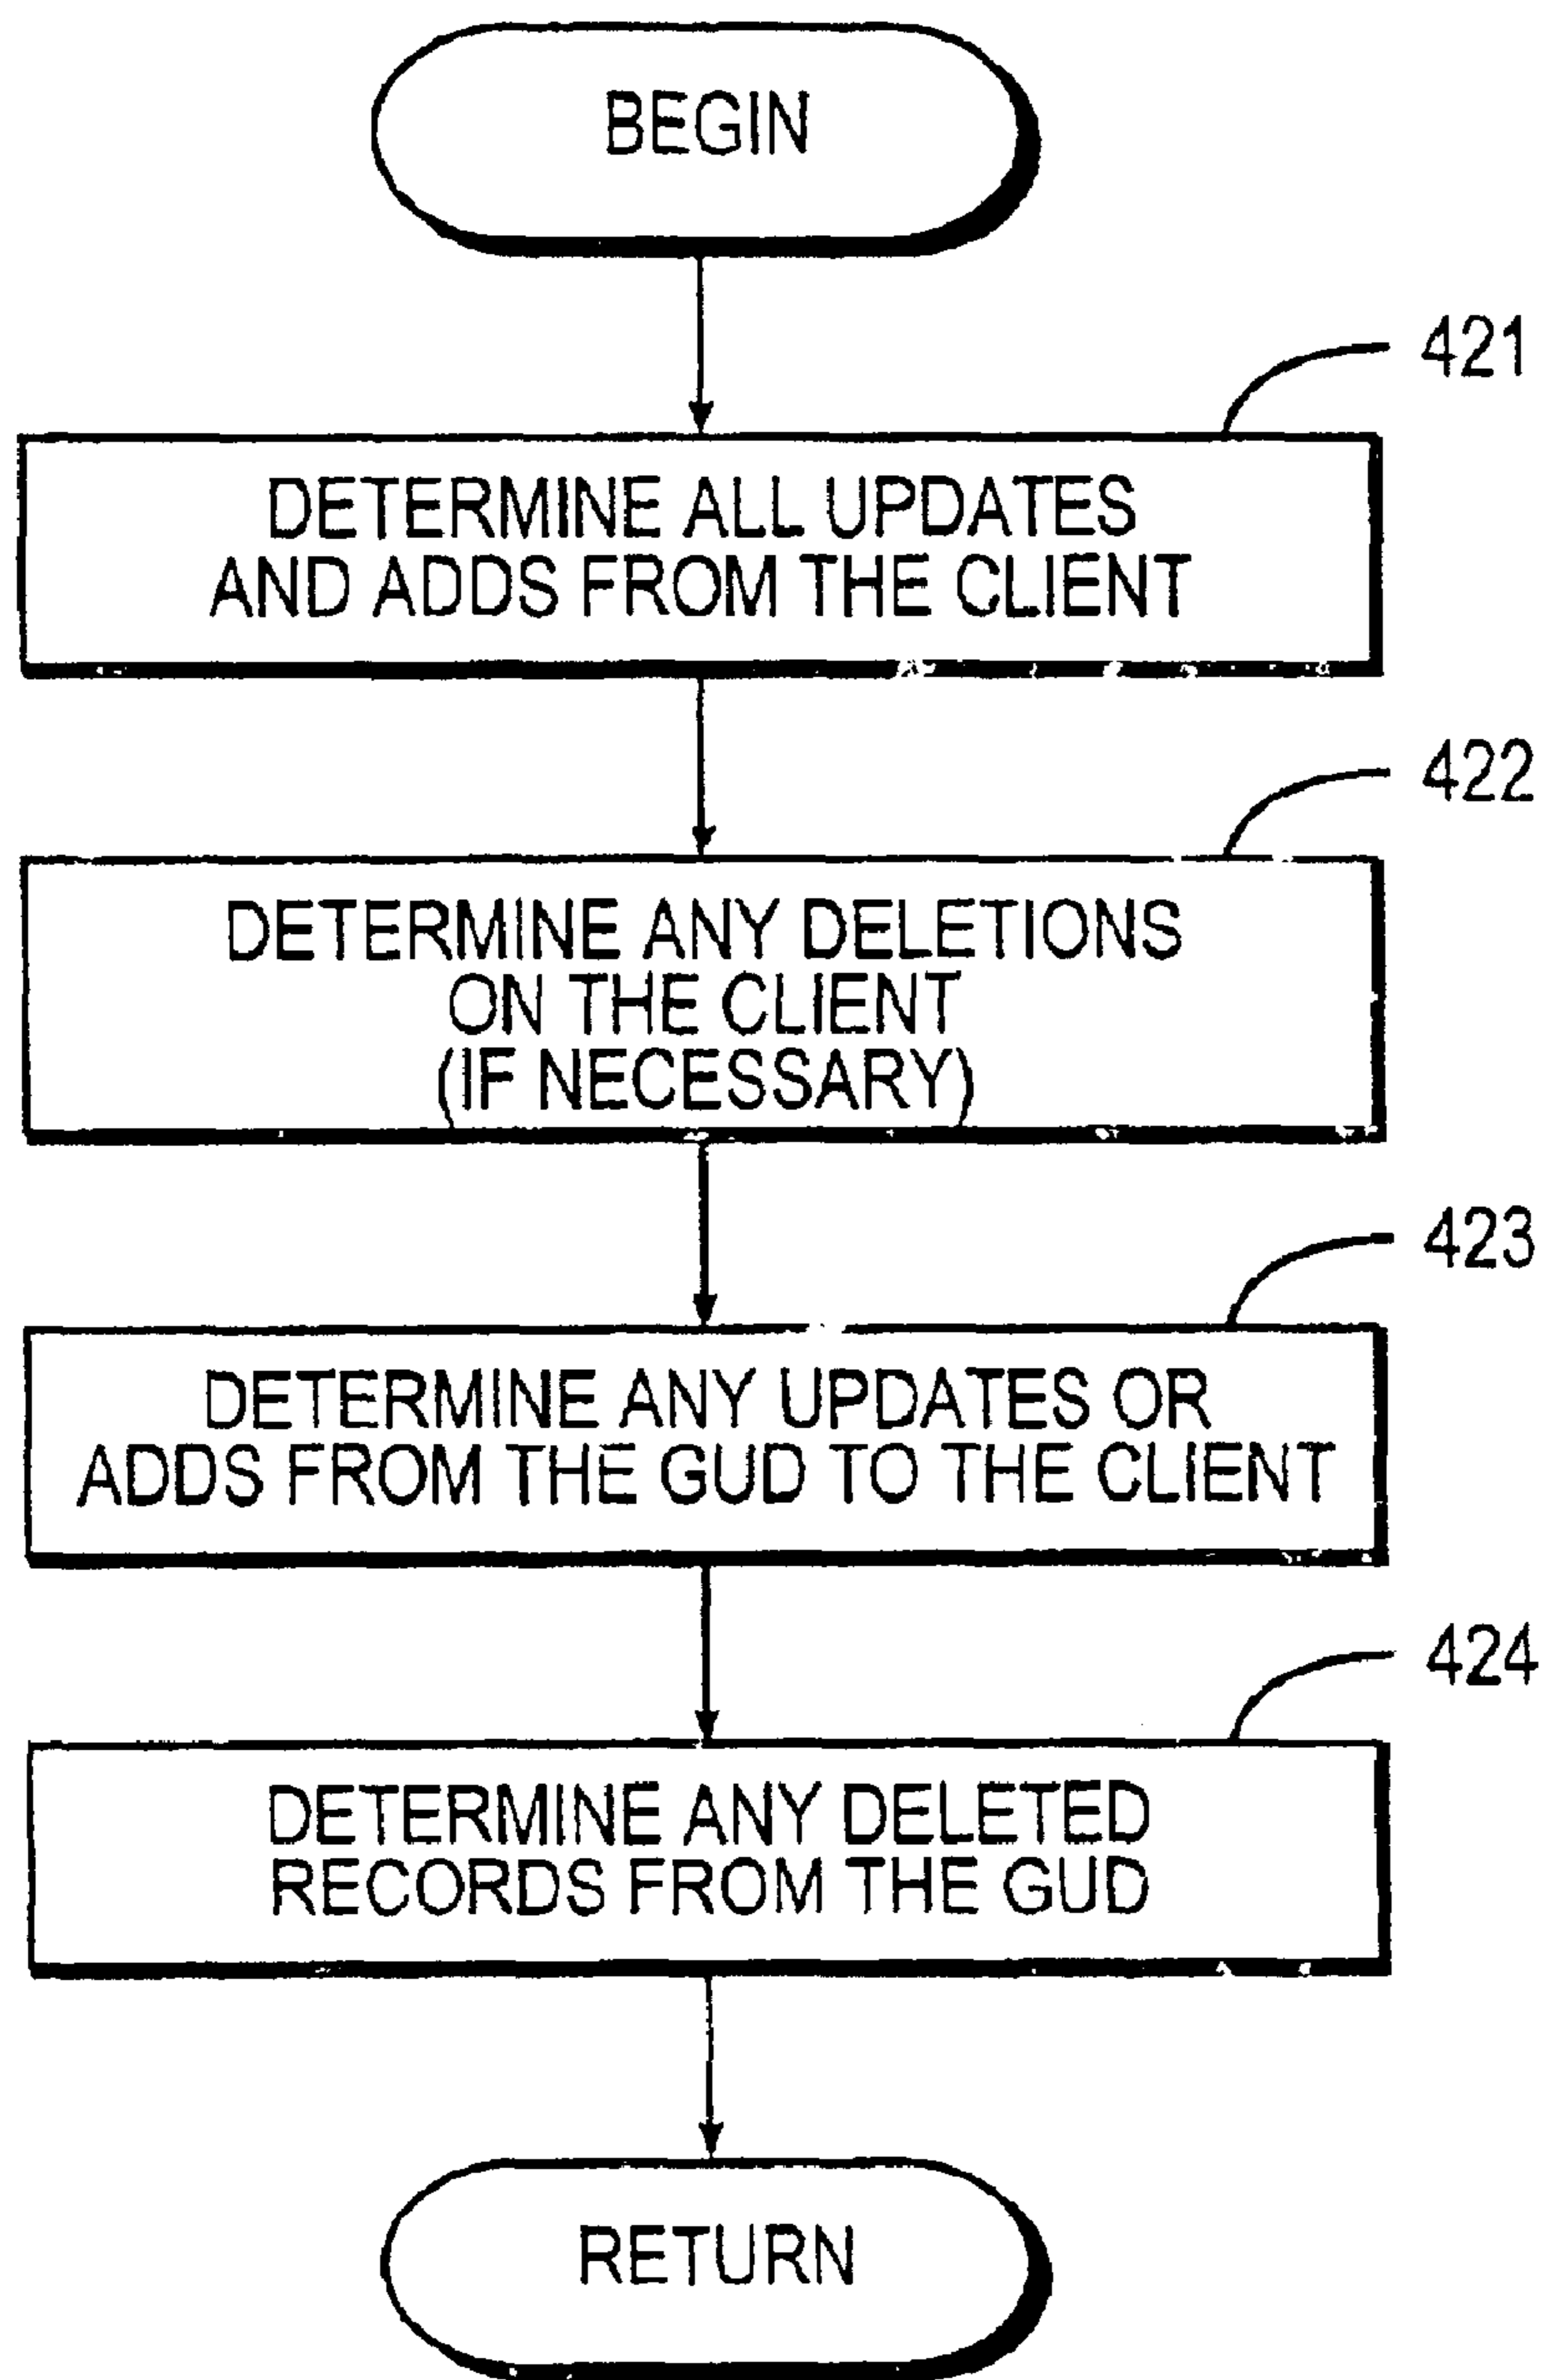 BEGIN
421
DETERMINE ALL UPDATES
AND ADDS FROM THE CLIENT
422
DETERMINE ANY DELETIONS
ON THE CLIENT
(IF NECESSARY)
423
DETERMINE ANY UPDATES OR
ADDS FROM THE GUD TO THE CLIENT
424
DETERMINE ANY DELETED
RECORDS FROM THE GUD
RETURN